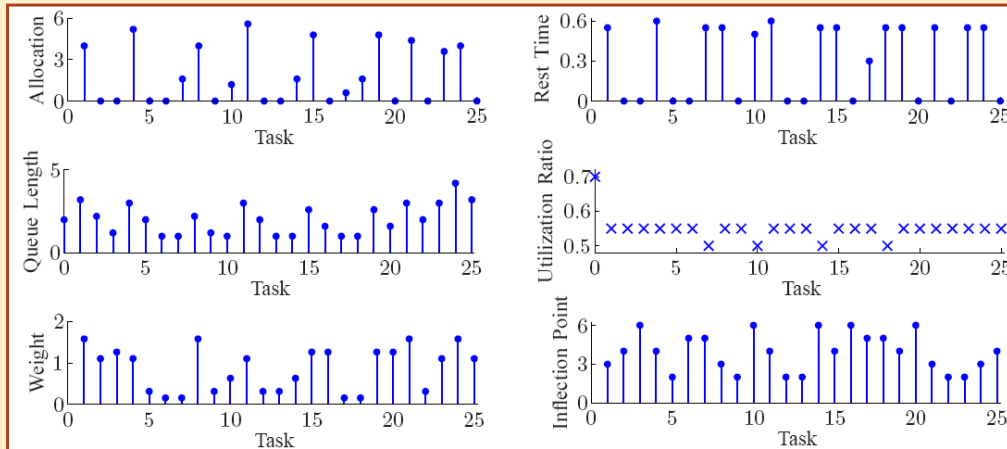 Allocation
6
3
0
0 5 10 15 20 25
Task
Rest Time
0.6
0.3
0
0 5 10 15 20 25
Task
Queue Length
5
0
0 5 10 15 20 25
Task
Utilization Ratio
0.7
0.6
0.5
0 5 10 15 20 25
Task
Weight
2
1
0
0 5 10 15 20 25
Task
Inflection Point
6
3
0
0 5 10 15 20 25
Task